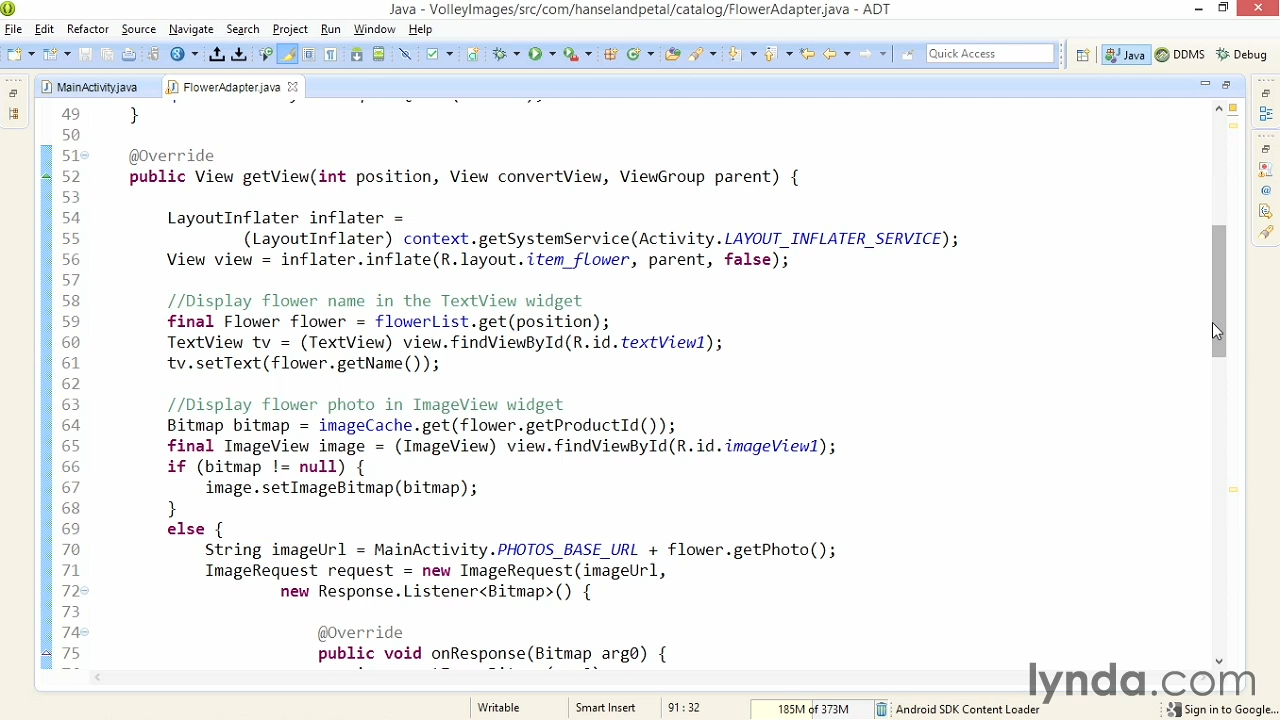 Java - VolleyImages/src/com/hanselandpetal/catalog/FlowerAdapter.java - ADT
File Edit Refactor Source Navigate Search Project Run Window Help
Quick Access Java DDMS Debug
MainActivity.java FlowerAdapter.java
49 }
50
51 @Override
52 public View getView(int position, View convertView, ViewGroup parent) {
53
54 LayoutInflater inflater =
55 (LayoutInflater) context.getSystemService(Activity.LAYOUT_INFLATER_SERVICE);
56 View view = inflater.inflate(R.layout.item_flower, parent, false);
57
58 //Display flower name in the TextView widget
59 final Flower flower = flowerList.get(position);
60 TextView tv = (TextView) view.findViewById(R.id.textView1);
61 tv.setText(flower.getName());
62
63 //Display flower photo in ImageView widget
64 Bitmap bitmap = imageCache.get(flower.getProductId());
65 final ImageView image = (ImageView) view.findViewById(R.id.imageView1);
66 if (bitmap != null) {
67 image.setImageBitmap(bitmap);
68 }
69 else {
70 String imageUrl = MainActivity.PHOTOS_BASE_URL + flower.getPhoto();
71 ImageRequest request = new ImageRequest(imageUrl,
72 new Response.Listener<Bitmap>() {
73
74 @Override
75 public void onResponse(Bitmap arg0) {
lynda.com
Writable Smart Insert 91 : 32 185M of 373M Android SDK Content Loader Sign in to Google...